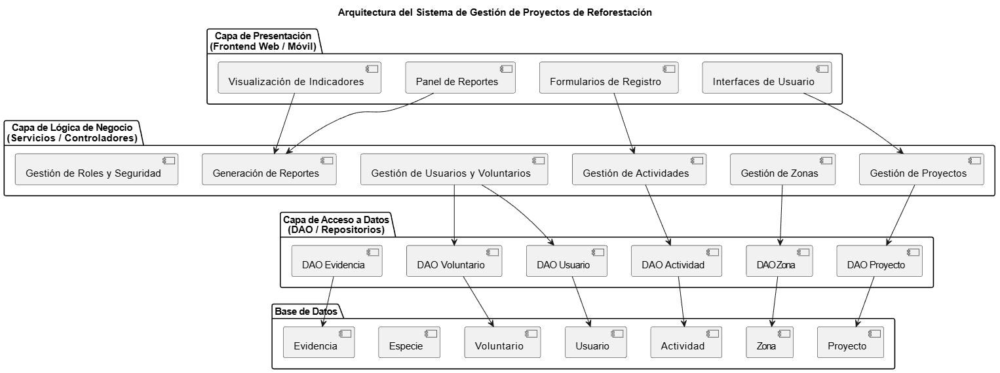 Arquitectura del Sistema de Gestión de Proyectos de Reforestación
Capa de Presentación
(Frontend Web / Móvil)
Visualización de Indicadores
Panel de Reportes
Formularios de Registro
Interfaces de Usuario
Capa de Lógica de Negocio
(Servicios / Controladores)
Gestión de Roles y Seguridad
Generación de Reportes
Gestión de Usuarios y Voluntarios
Gestión de Actividades
Gestión de Zonas
Gestión de Proyectos
Capa de Acceso a Datos
(DAO / Repositorios)
DAO Evidencia
DAO Voluntario
DAO Usuario
DAO Actividad
DAO Zona
DAO Proyecto
Base de Datos
Evidencia
Especie
Voluntario
Usuario
Actividad
Zona
Proyecto